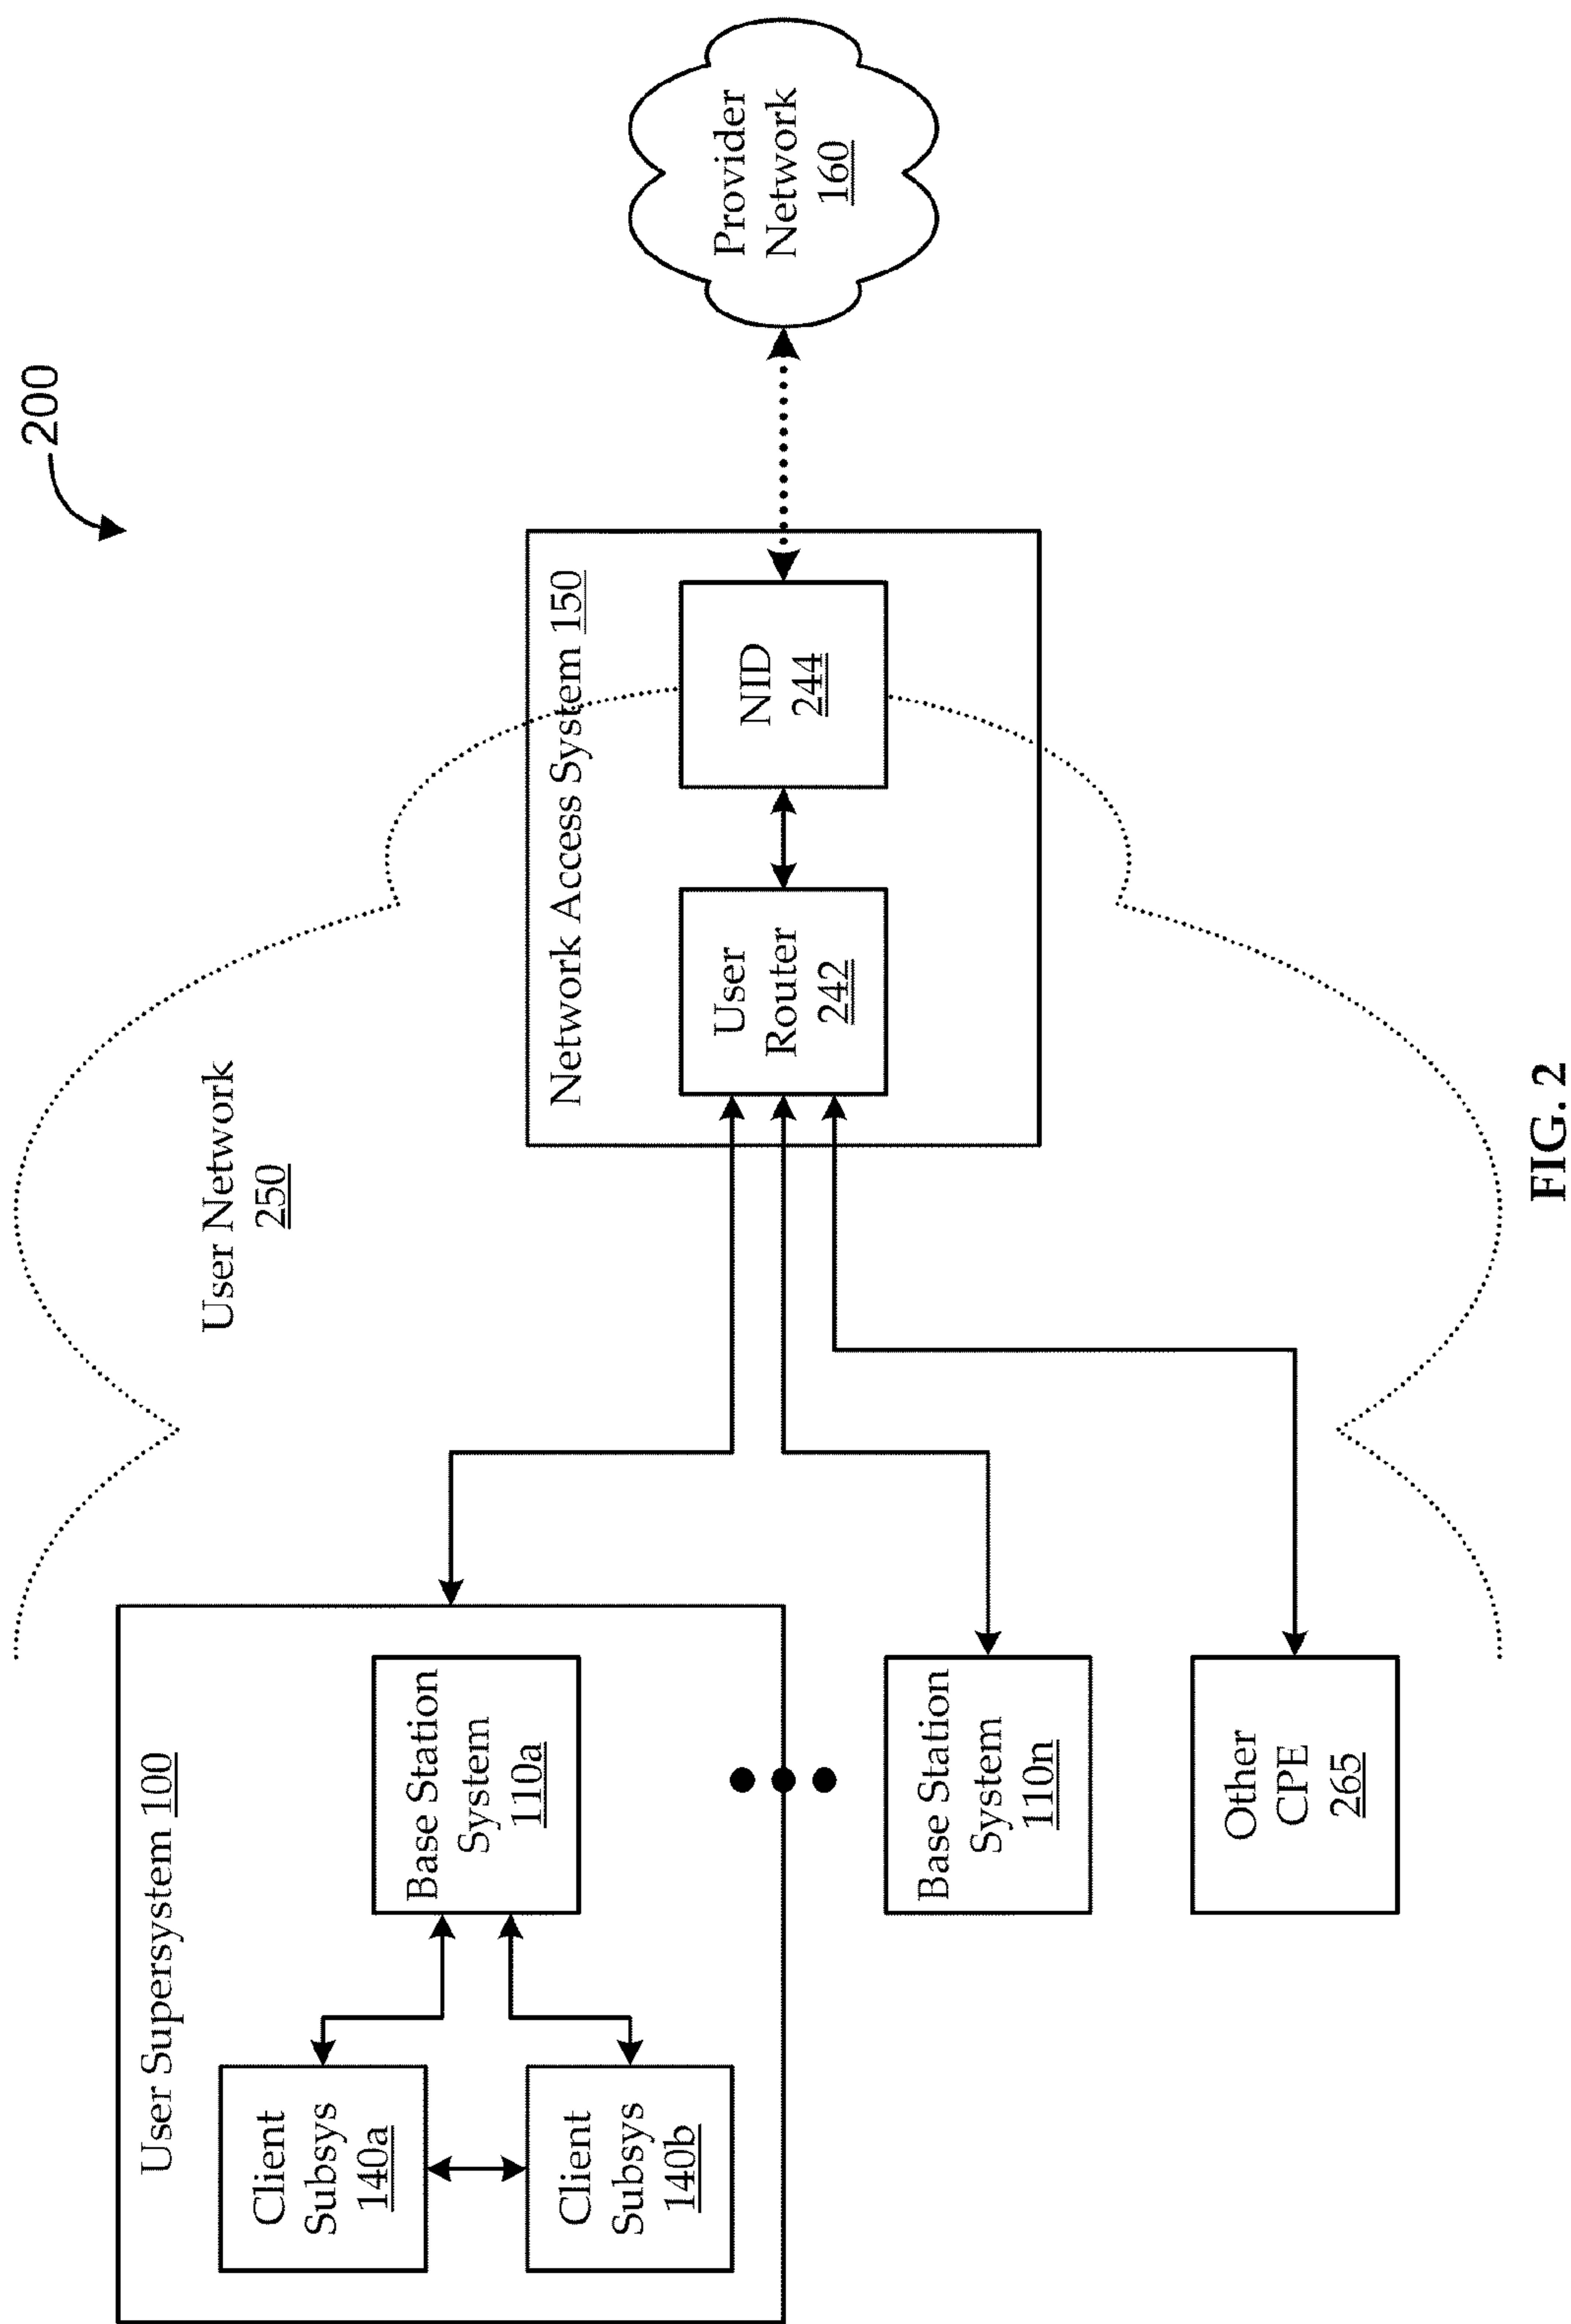 200
User Network
250
User Supersystem 100
Client
Subsys
140a
Client
Subsys
140b
Base Station
System
110a
Base Station
System
110n
Other
CPE
265
Network Access System 150
User
Router
242
NID
244
Provider
Network
160
FIG. 2